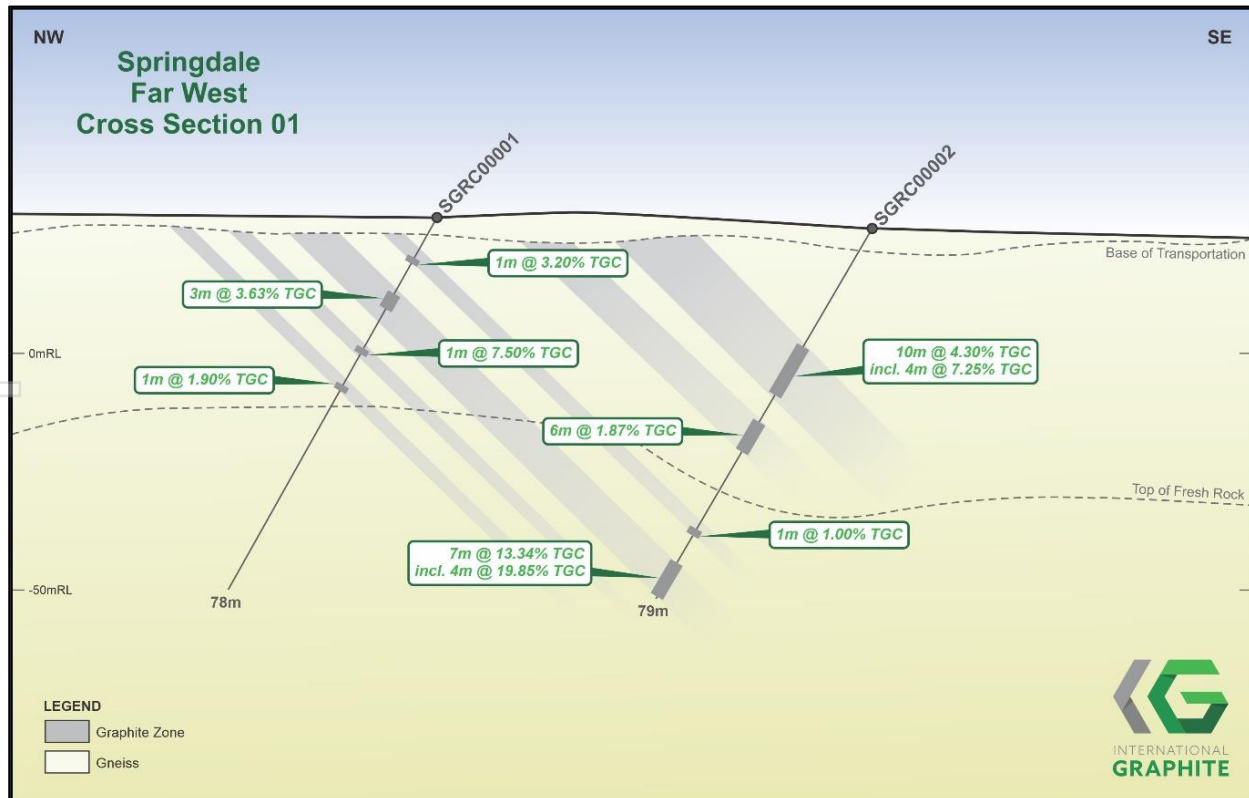 NW
SE
Springdale
Far West
Cross Section 01
SGRC00001
SGRC00002
Base of Transportation
1m @ 3.20% TGC
3m @ 3.63% TGC
0mRL
1m @ 7.50% TGC
10m @ 4.30% TGC
incl. 4m @ 7.25% TGC
1m @ 1.90% TGC
6m @ 1.87% TGC
Top of Fresh Rock
1m @ 1.00% TGC
7m @ 13.34% TGC
incl. 4m @ 19.85% TGC
-50mRL
78m
79m
LEGEND
Graphite Zone
Gneiss
INTERNATIONAL
GRAPHITE